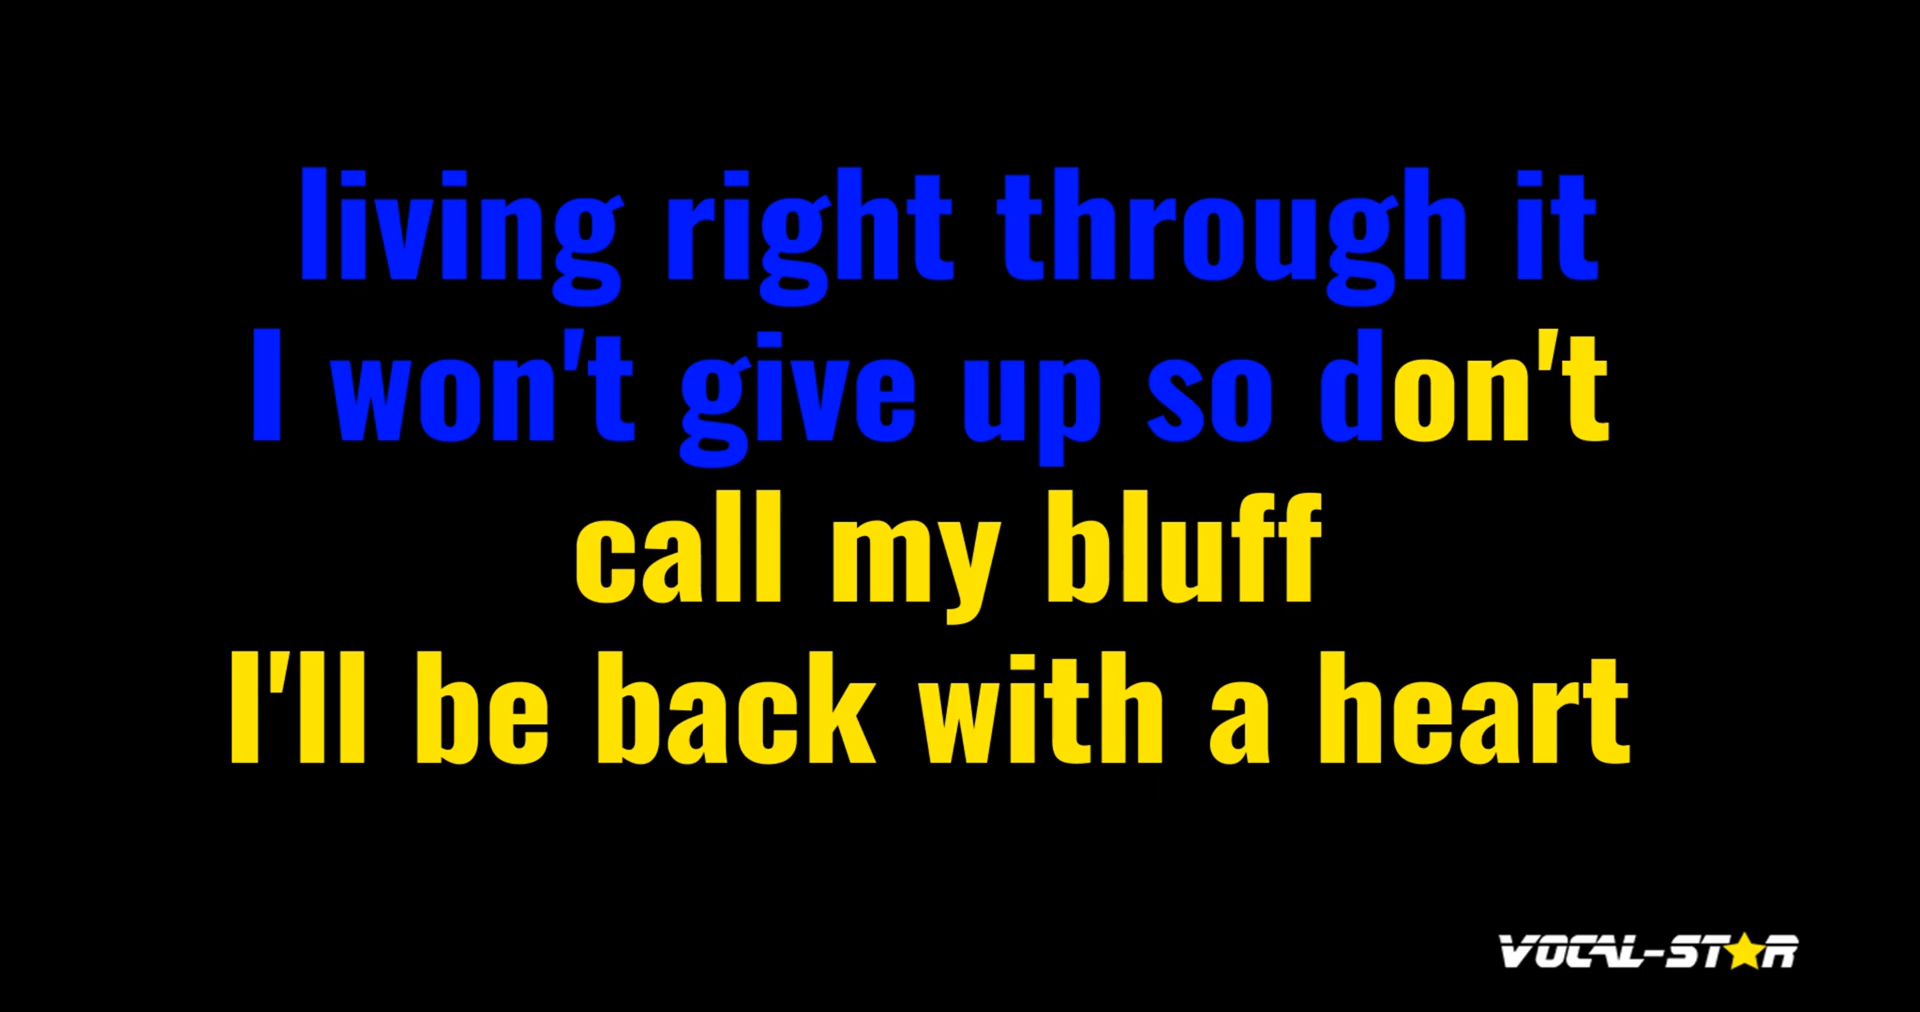 living right through it
I won't give up so don't
call my bluff
I'll be back with a heart
VOCAL-STAR